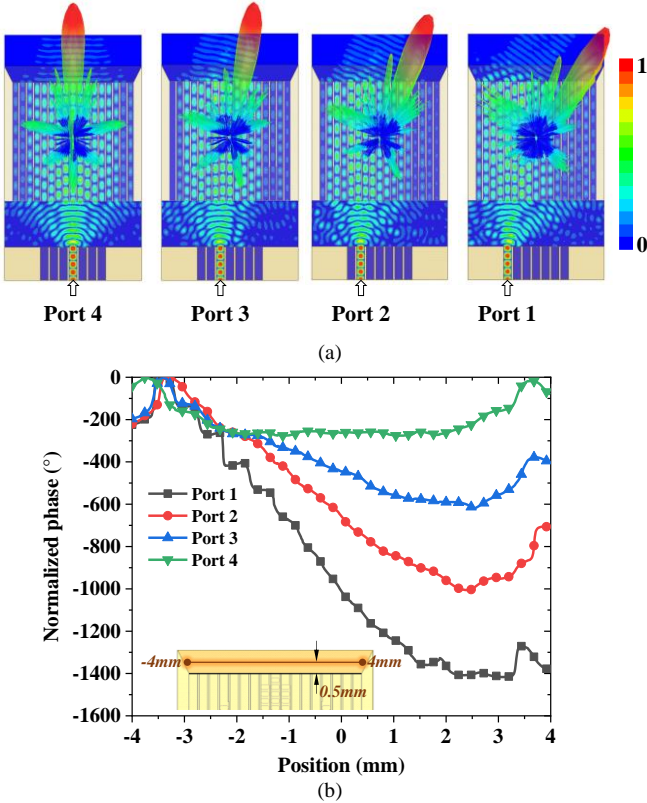 1
0
Port 4
Port 3
Port 2
Port 1
(a)
Normalized phase (°)
0
-200
-400
-600
-800
-1000
-1200
-1400
-1600
Port 1
Port 2
Port 3
Port 4
-4mm
4mm
0.5mm
-4
-3
-2
-1
0
1
2
3
4
Position (mm)
(b)